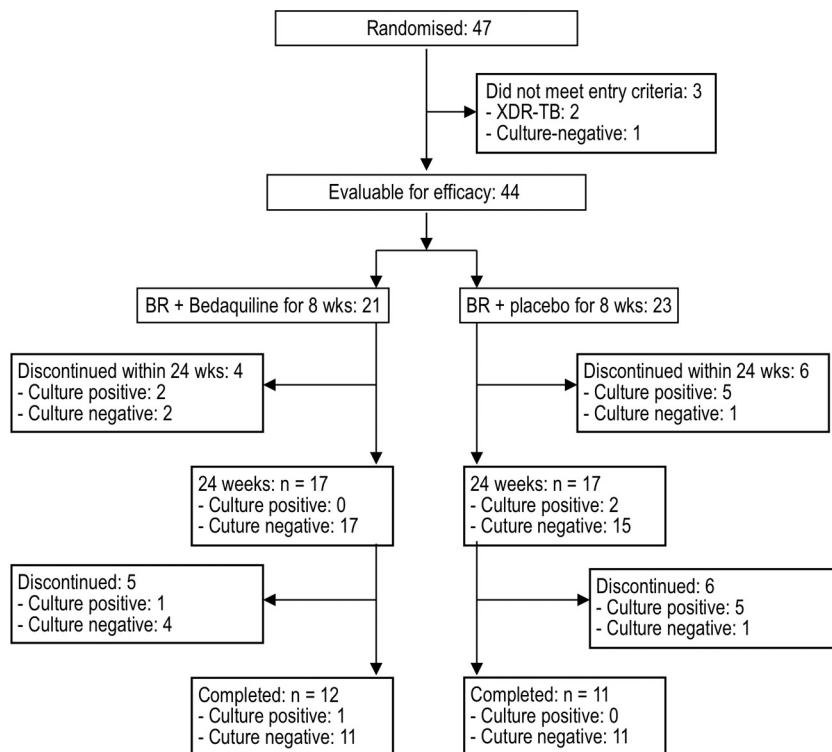 Randomised: 47
Did not meet entry criteria: 3
- XDR-TB: 2
- Culture-negative: 1
Evaluable for efficacy: 44
BR + Bedaquiline for 8 wks: 21
BR + placebo for 8 wks: 23
Discontinued within 24 wks: 4
- Culture positive: 2
- Culture negative: 2
Discontinued within 24 wks: 6
- Culture positive: 5
- Culture negative: 1
24 weeks: n = 17
- Culture positive: 0
- Cuture negative: 17
24 weeks: n = 17
- Culture positive: 2
- Cuture negative: 15
Discontinued: 5
- Culture positive: 1
- Culture negative: 4
Discontinued: 6
- Culture positive: 5
- Culture negative: 1
Completed: n = 12
- Culture positive: 1
- Cuture negative: 11
Completed: n = 11
- Culture positive: 0
- Cuture negative: 11